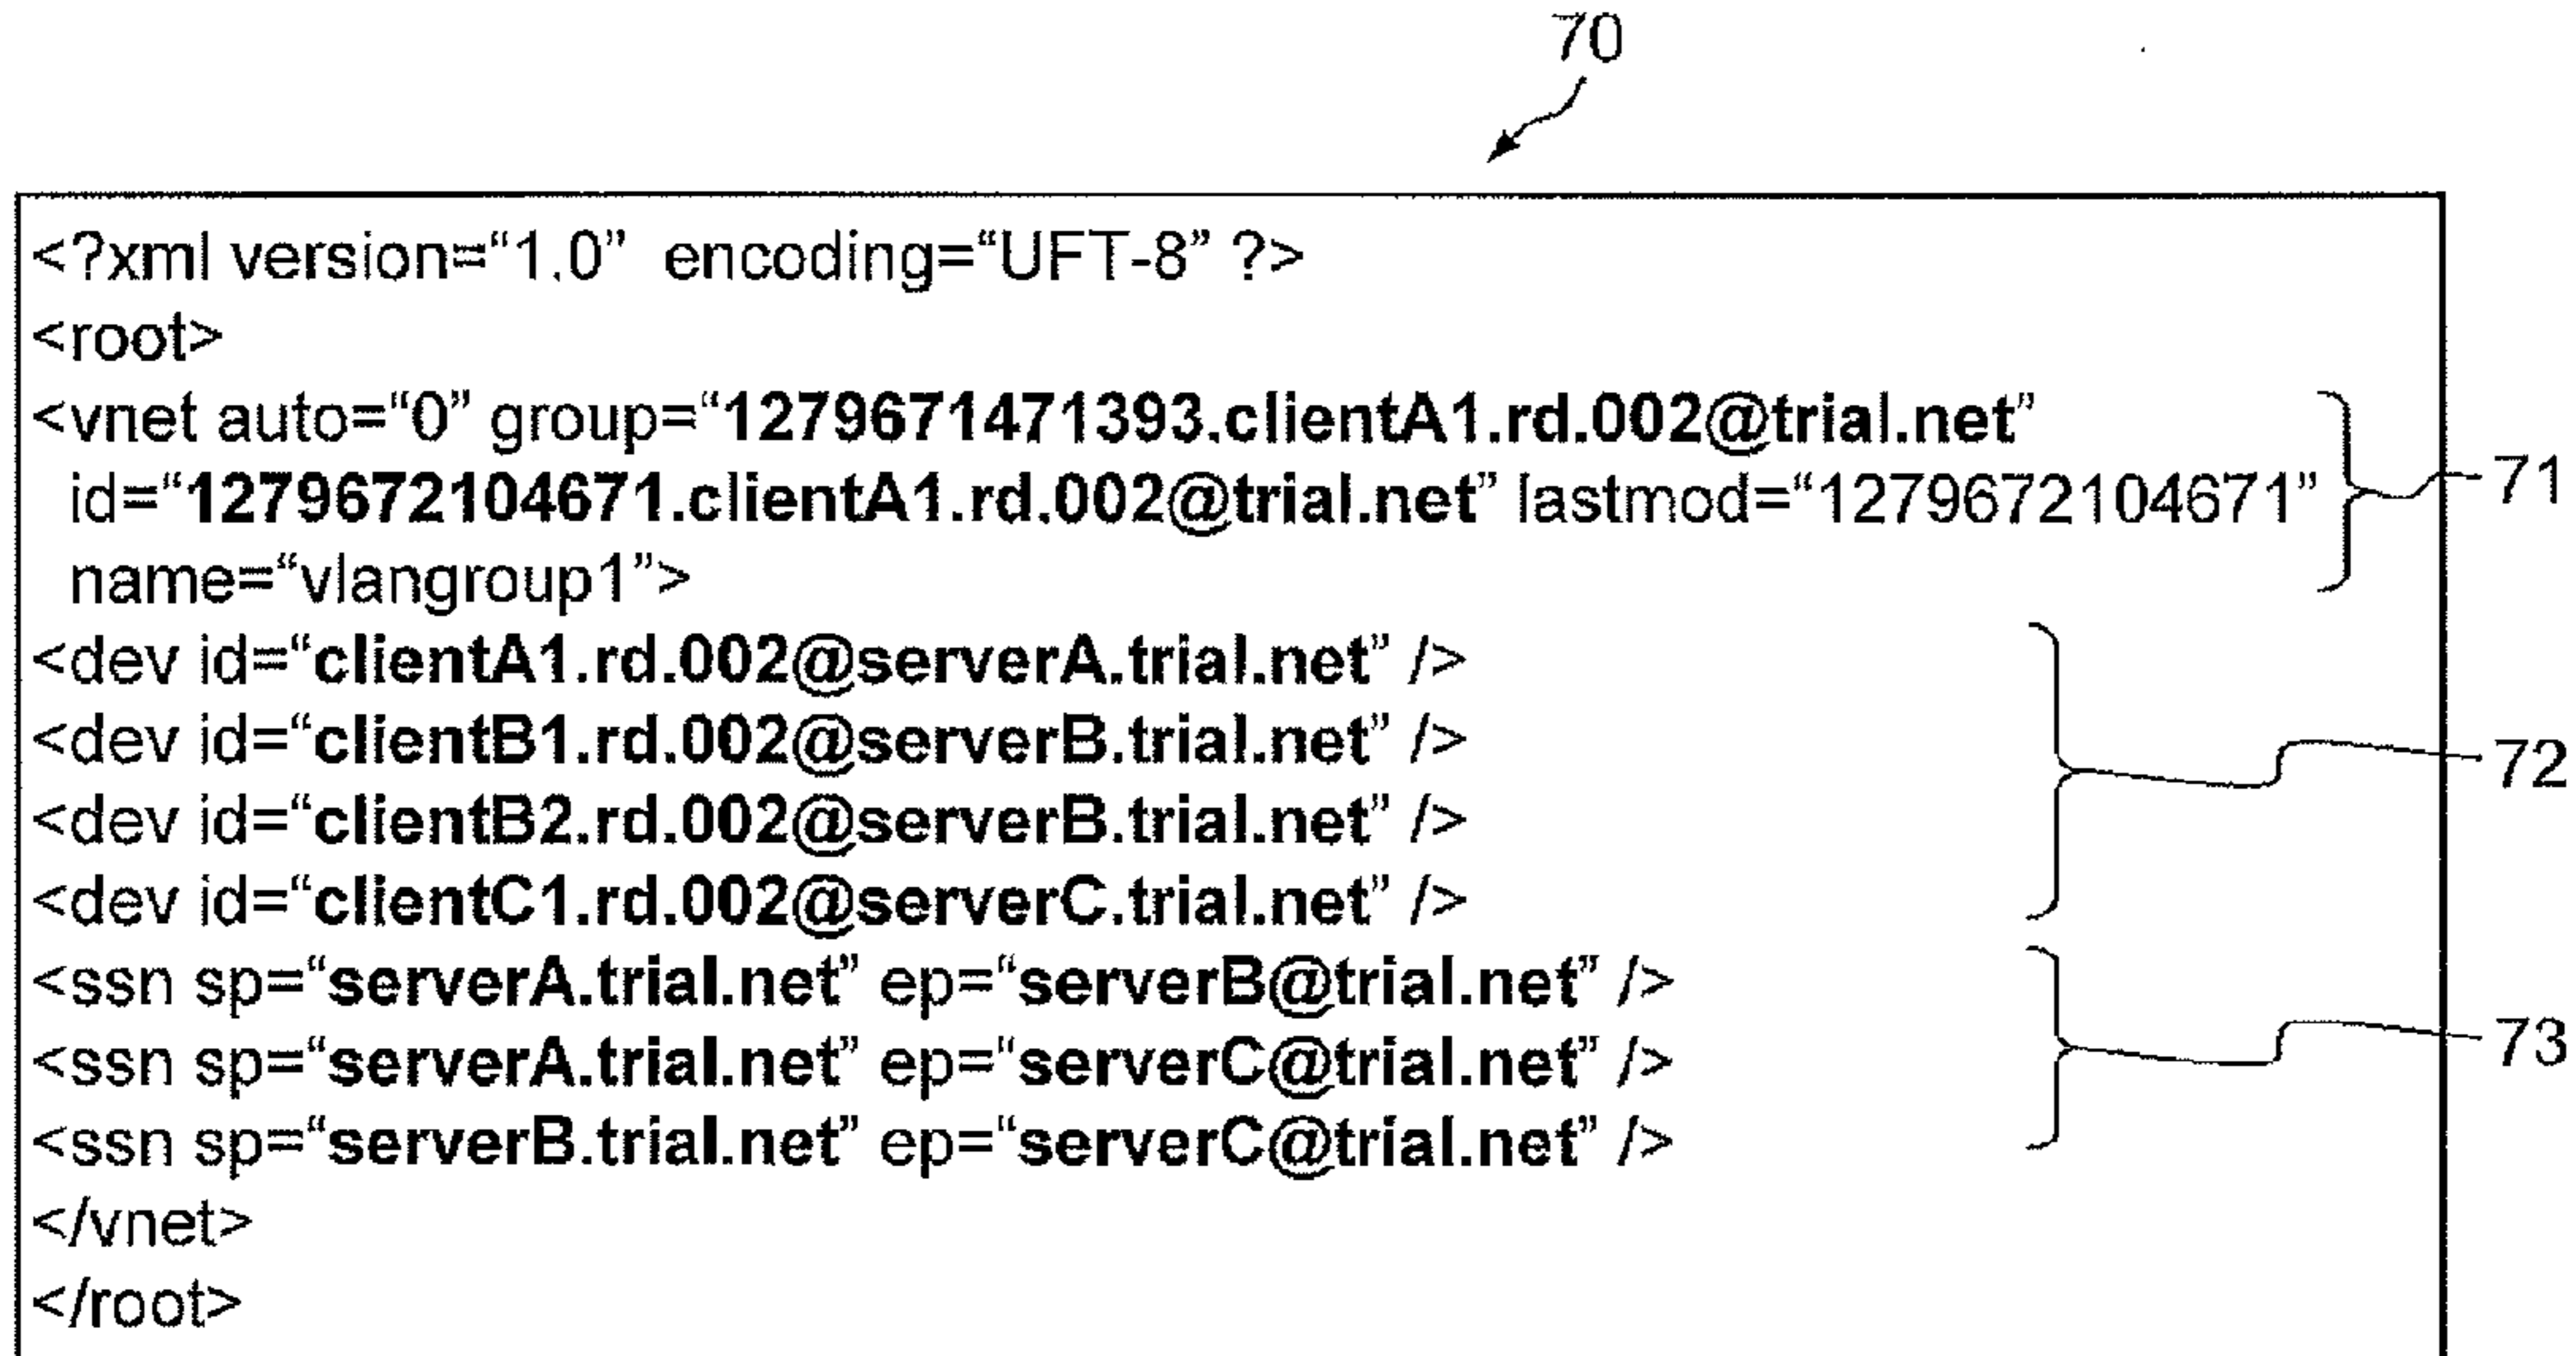 70
<?xml version=“1.0”  encoding=“UFT-8” ?>
<root>
<vnet auto=“0” group=“1279671471393.clientA1.rd.002@trial.net”
id=“1279672104671.clientA1.rd.002@trial.net” lastmod=“1279672104671”
71
name=“vlangroup1”>
<dev id=“clientA1.rd.002@serverA.trial.net” />
<dev id=“clientB1.rd.002@serverB.trial.net” />
72
<dev id=“clientB2.rd.002@serverB.trial.net” />
<dev id=“clientC1.rd.002@serverC.trial.net” />
<ssn sp=“serverA.trial.net” ep=“serverB@trial.net” />
<ssn sp=“serverA.trial.net” ep=“serverC@trial.net” />
73
<ssn sp=“serverB.trial.net” ep=“serverC@trial.net” />
</vnet>
</root>